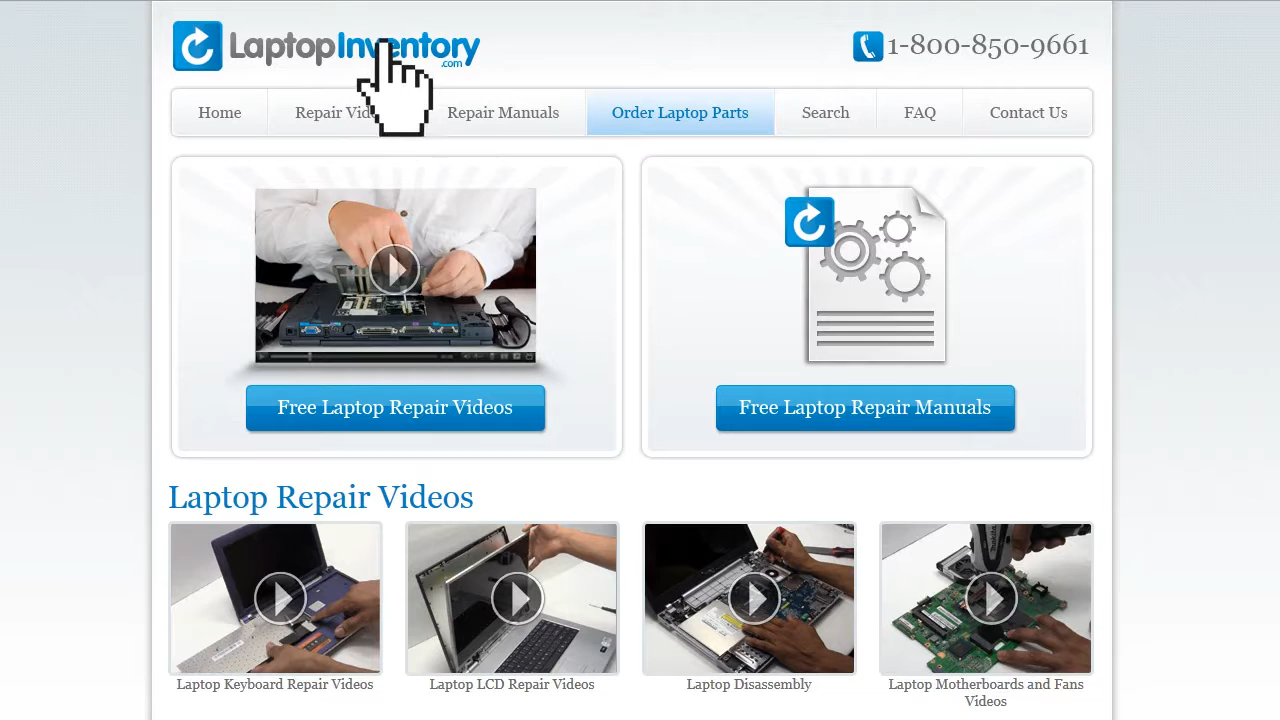 LaptopInventory
.com
1-800-850-9661
Home
Repair Vid
Repair Manuals
Order Laptop Parts
Search
FAQ
Contact Us
Free Laptop Repair Videos
Free Laptop Repair Manuals
Laptop Repair Videos
Laptop Keyboard Repair Videos
Laptop LCD Repair Videos
Laptop Disassembly
Laptop Motherboards and Fans
Videos